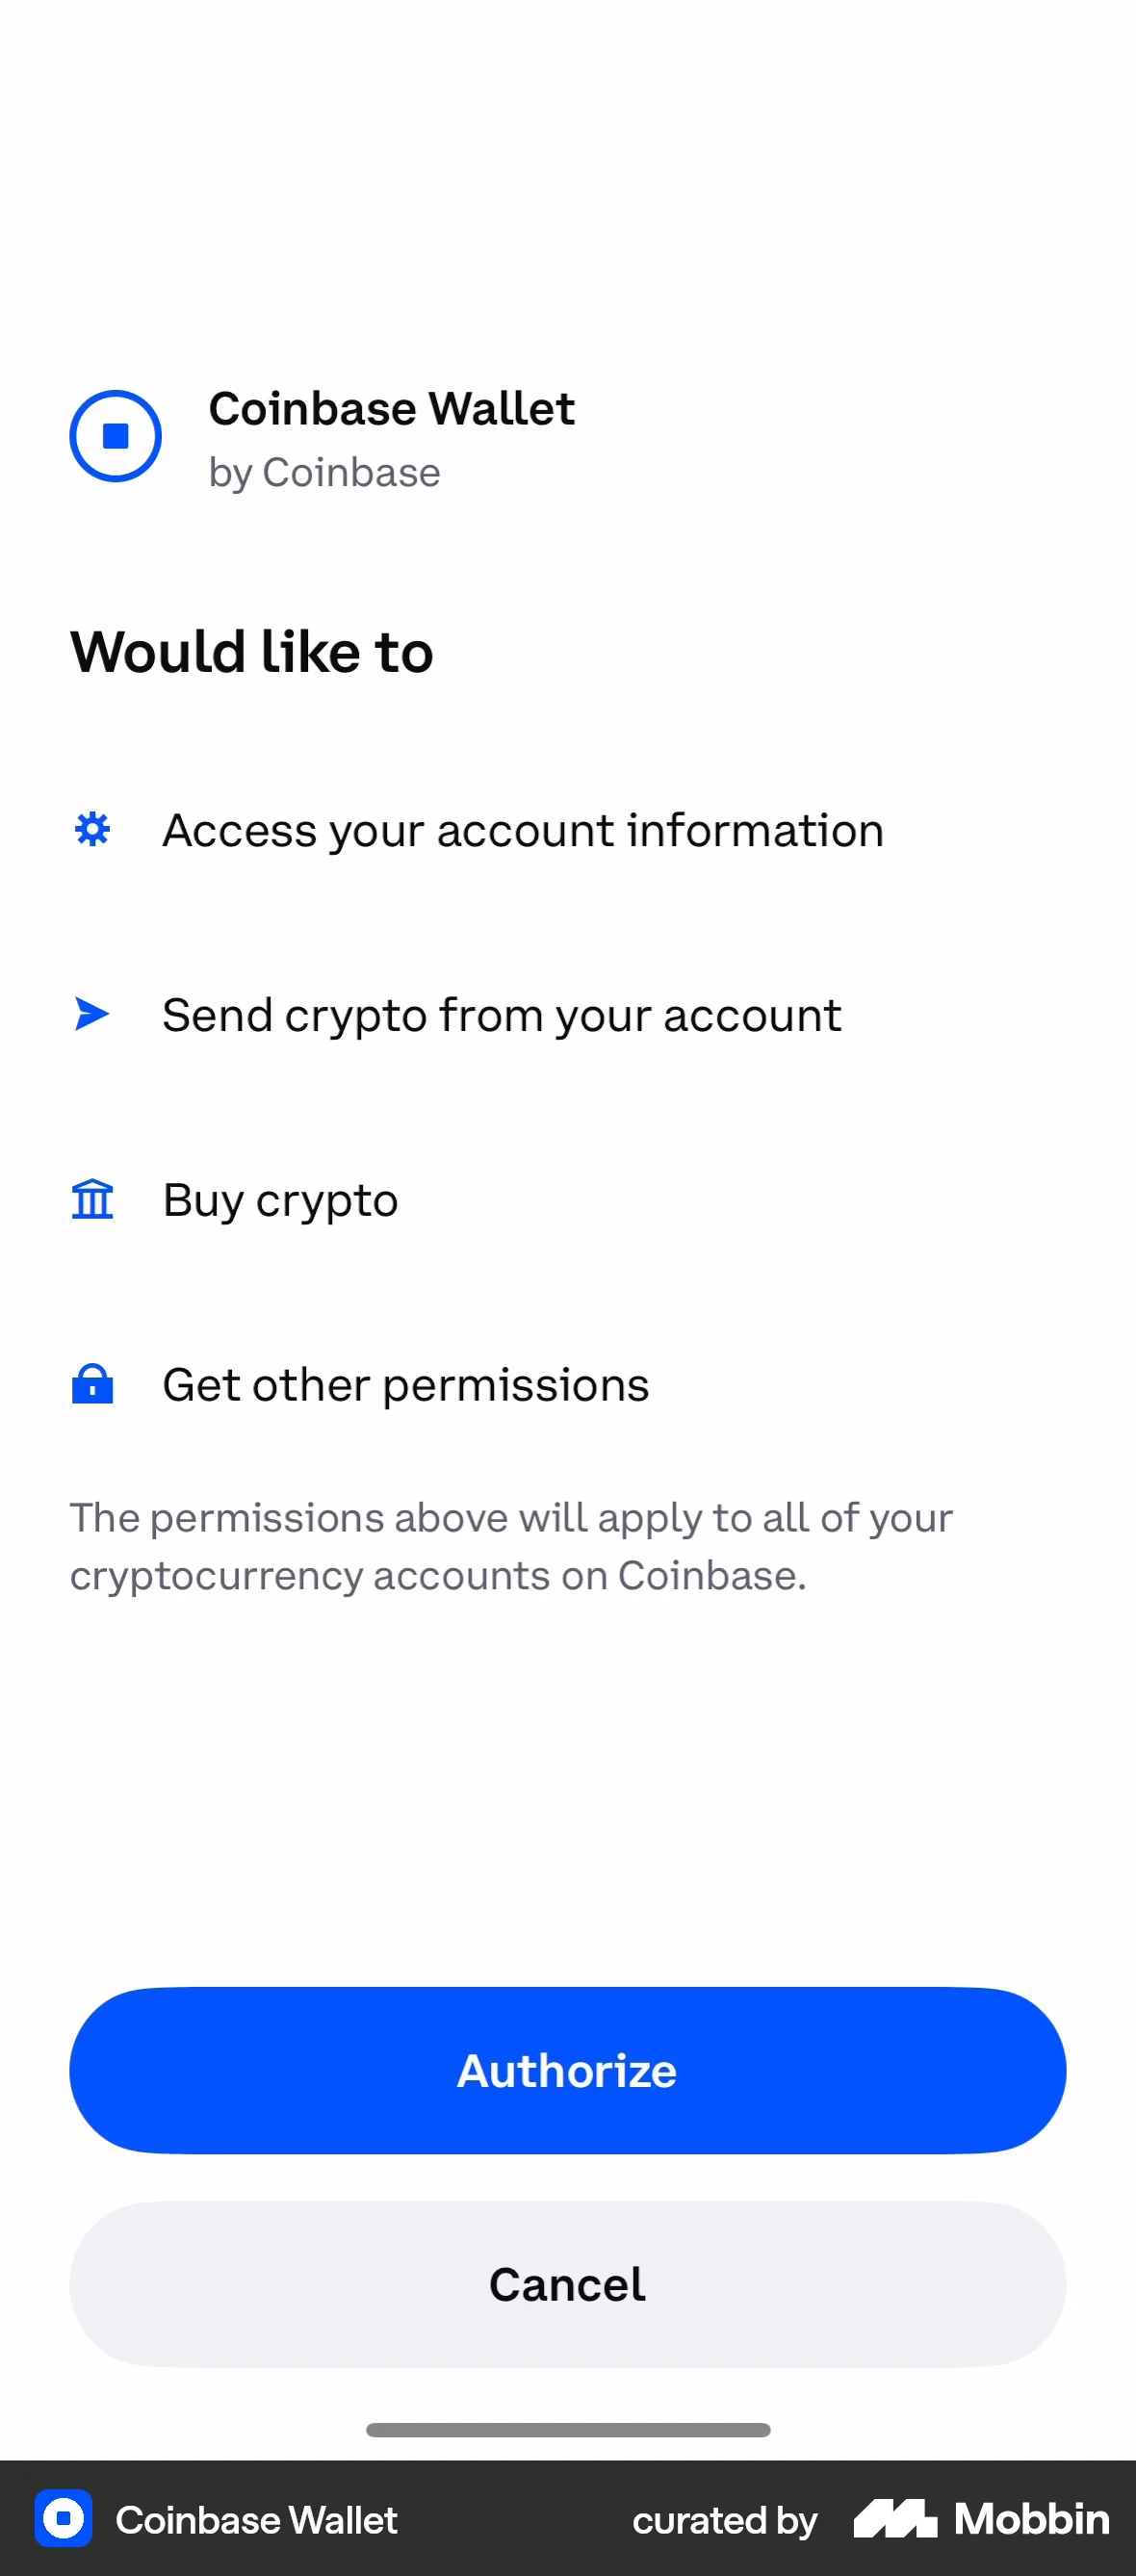 Coinbase Wallet
by Coinbase
Would like to
Access your account information
Send crypto from your account
Buy crypto
Get other permissions
The permissions above will apply to all of your
cryptocurrency accounts on Coinbase.
Authorize
Cancel
Coinbase Wallet
curated by Mobbin